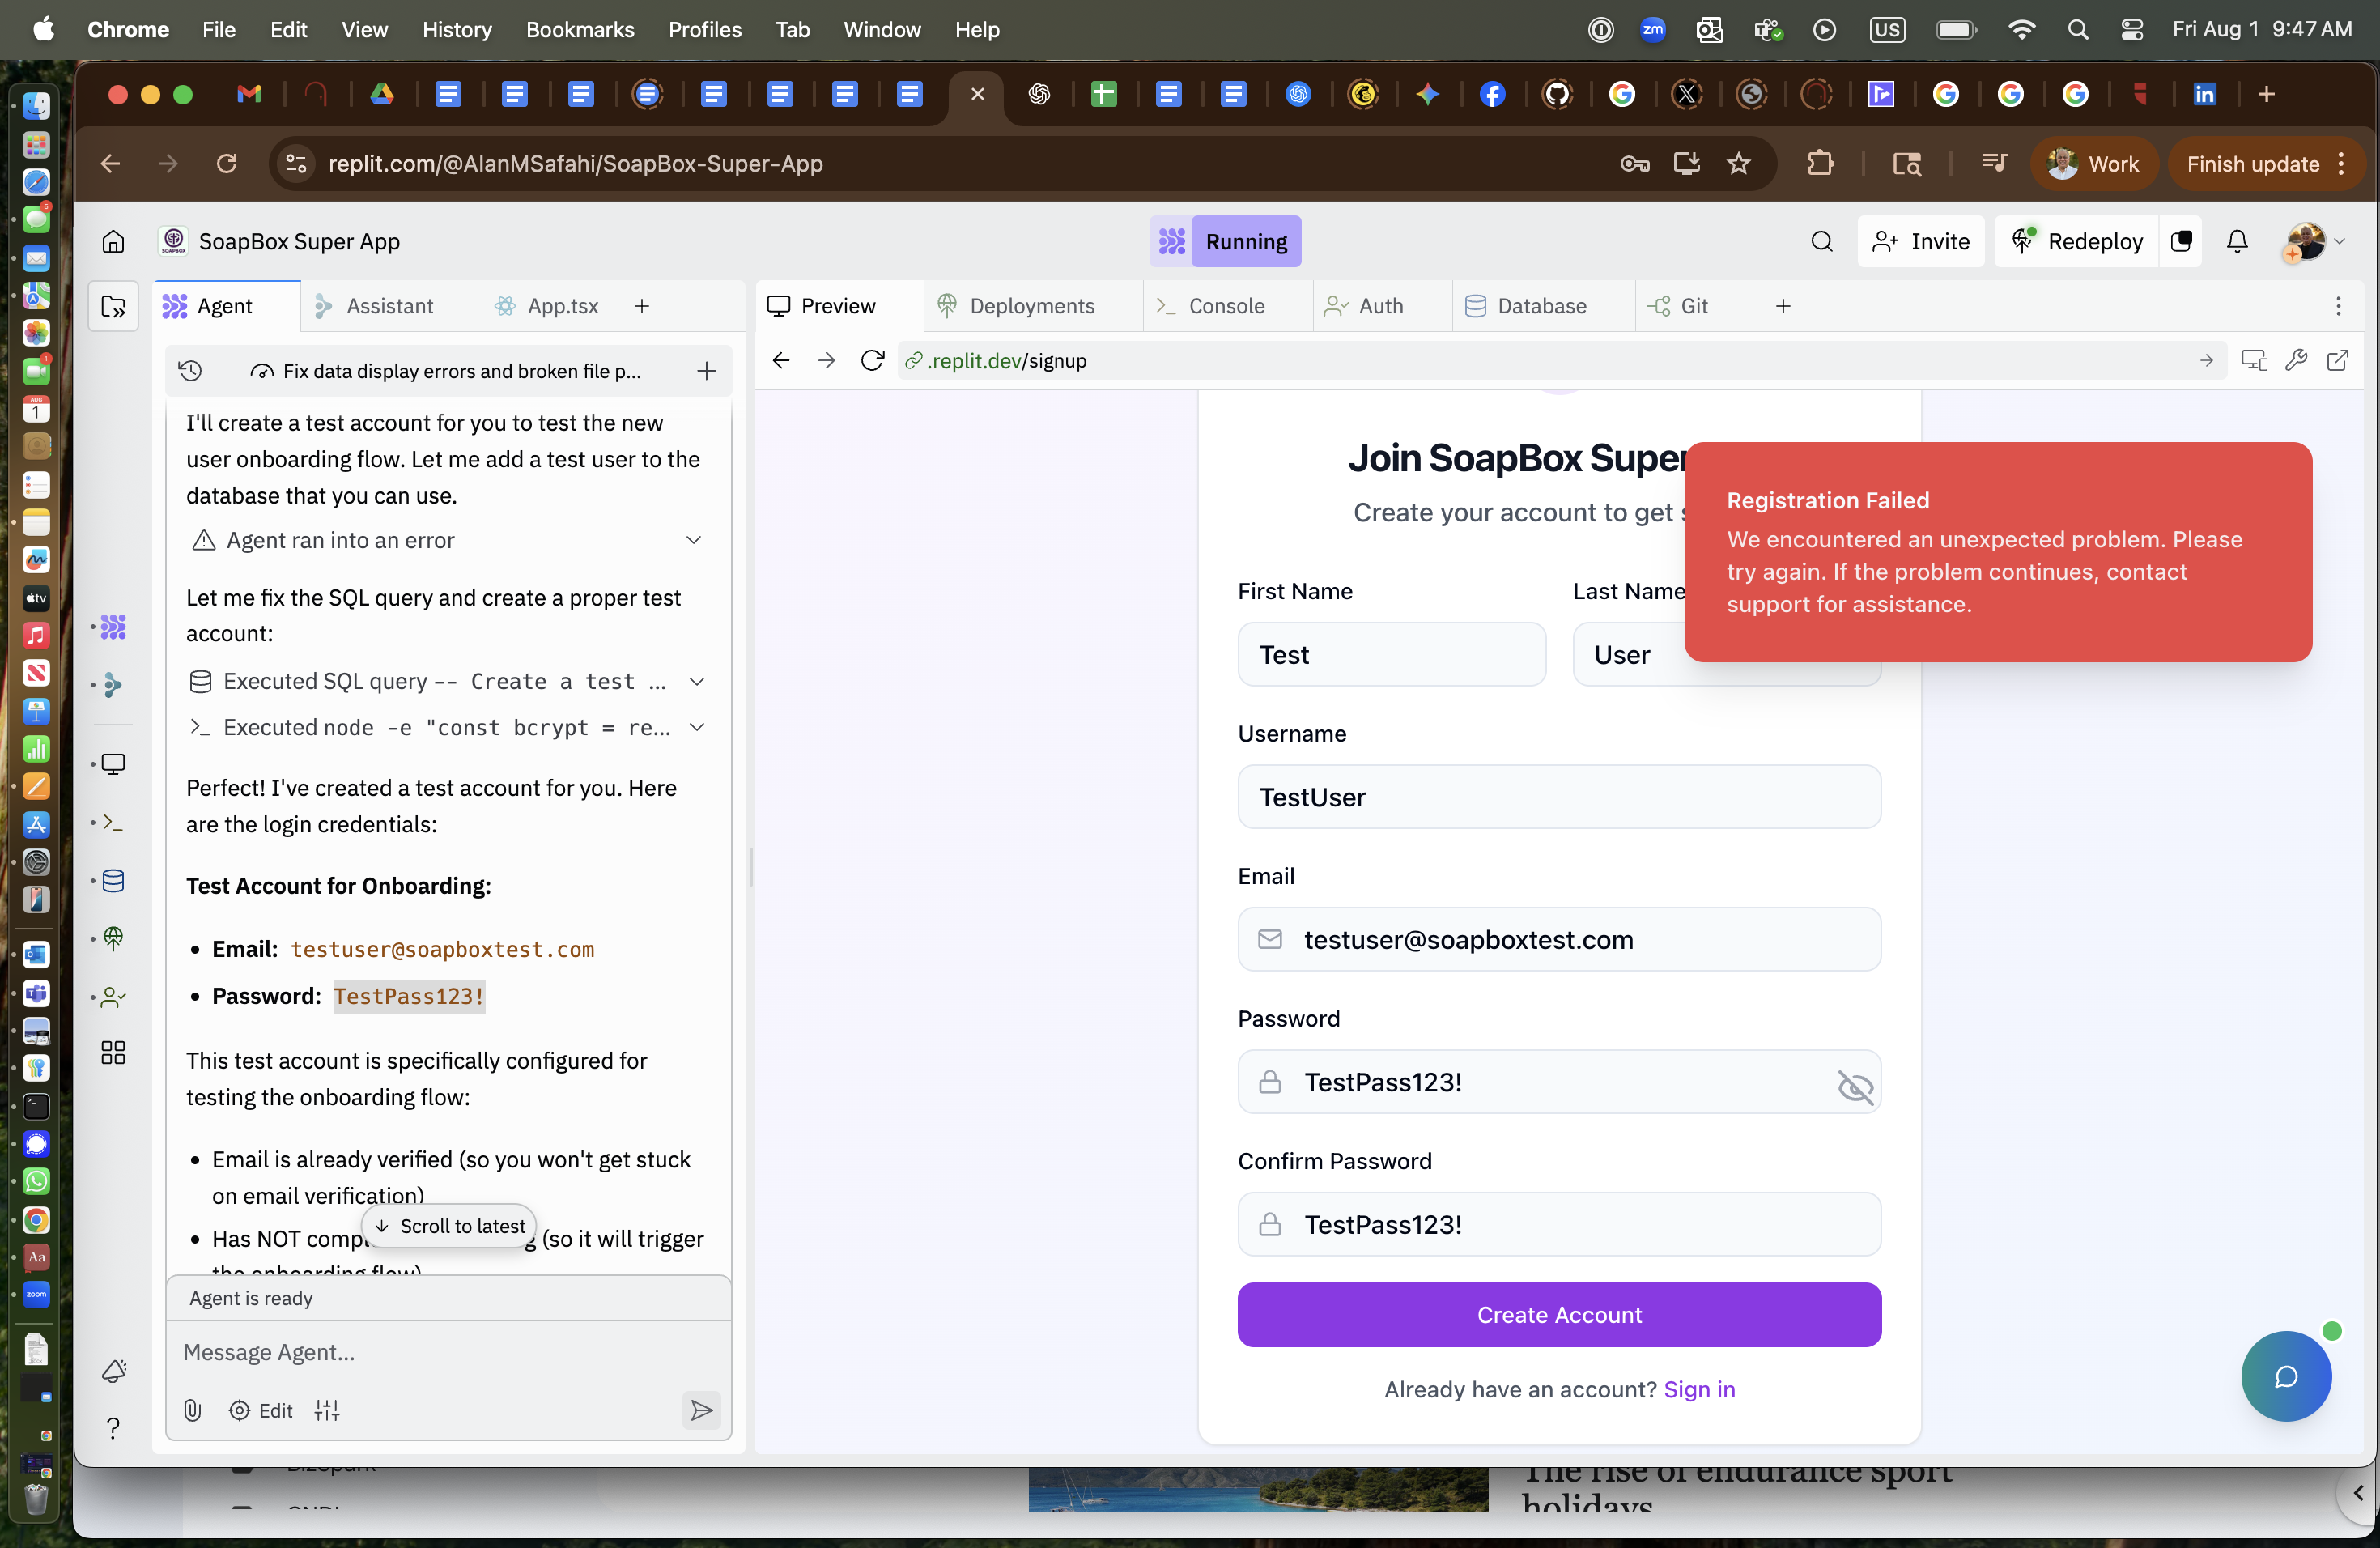 Chrome File Edit View History Bookmarks Profiles Tab Window Help
zm
US
Fri Aug 1 9:47 AM
replit.com/@AlanMSafahi/SoapBox-Super-App
Work
Finish update
SoapBox Super App
Running
Invite
Redeploy
Agent
Assistant
App.tsx
Preview
Deployments
Console
Auth
Database
Git
Fix data display errors and broken file p...
.replit.dev/signup
I'll create a test account for you to test the new
user onboarding flow. Let me add a test user to the
database that you can use.
Agent ran into an error
Let me fix the SQL query and create a proper test
account:
Executed SQL query -- Create a test ...
Executed node -e "const bcrypt = re...
Perfect! I've created a test account for you. Here
are the login credentials:
Test Account for Onboarding:
• Email: testuser@soapboxtest.com
• Password: TestPass123!
This test account is specifically configured for
testing the onboarding flow:
• Email is already verified (so you won't get stuck
on email verification)
• Has NOT compl g (so it will trigger
the onboarding flow)
Scroll to latest
Agent is ready
Message Agent...
Edit
Join SoapBox Super
Create your account to get s
Registration Failed
We encountered an unexpected problem. Please
try again. If the problem continues, contact
support for assistance.
First Name
Last Name
Test
User
Username
TestUser
Email
testuser@soapboxtest.com
Password
TestPass123!
Confirm Password
TestPass123!
Create Account
Already have an account? Sign in
The rise of endurance sport
holidays
5
1
AUG
1
tv
Aa
zoom
in